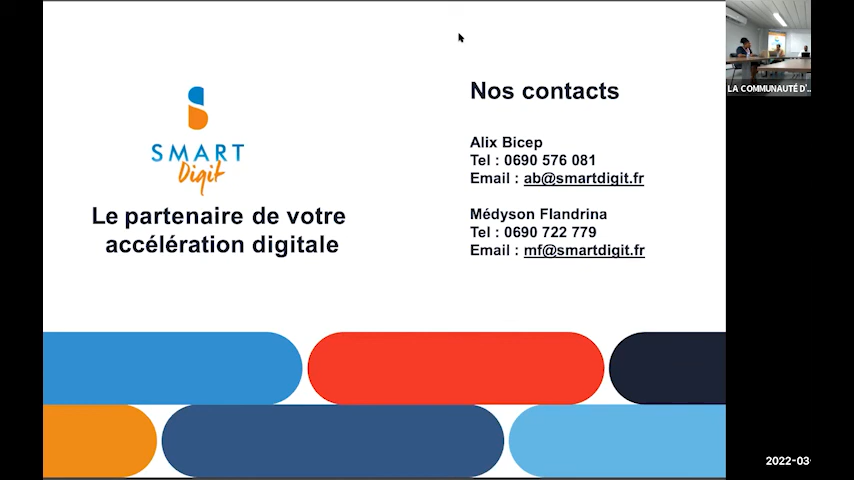 SMART
Digit
Le partenaire de votre
accélération digitale
Nos contacts
Alix Bicep
Tel : 0690 576 081
Email : ab@smartdigit.fr
Médyson Flandrina
Tel : 0690 722 779
Email : mf@smartdigit.fr
LA COMMUNAUTÉ D'...
2022-03